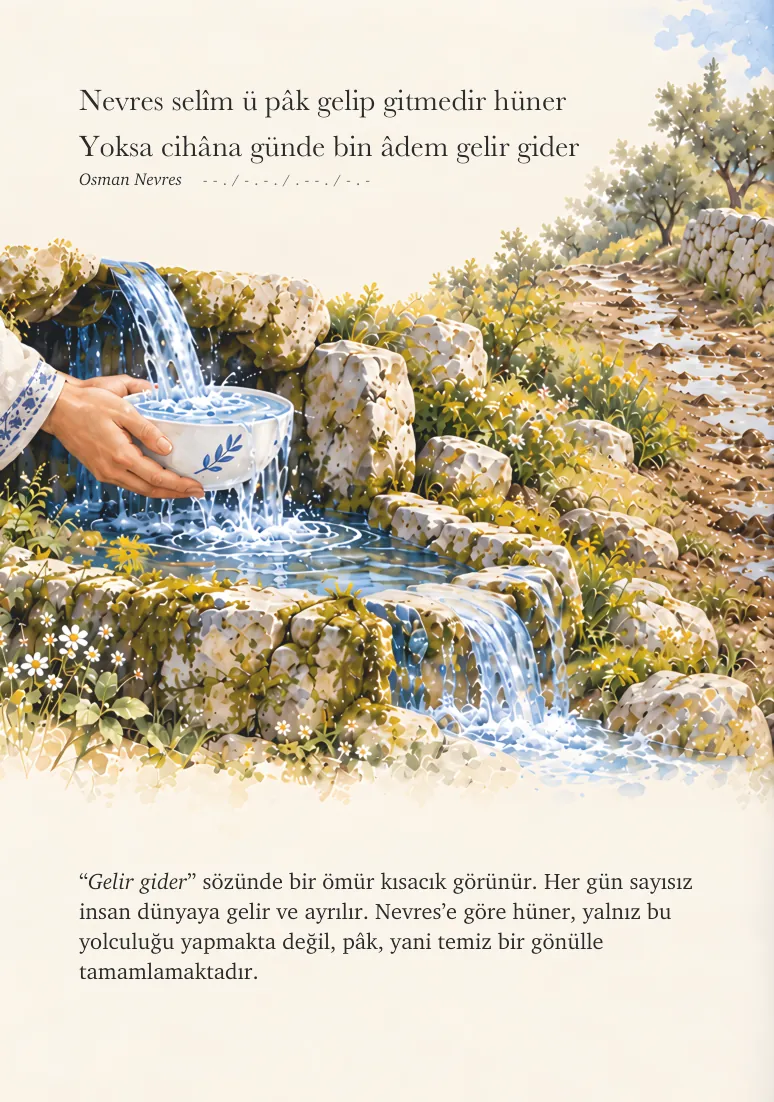 Nevres selîm ü pâk gelip gitmedir hüner
Yoksa cihâna günde bin âdem gelir gider
Osman Nevres - - . / - . - . / . - - . / - . -
“Gelir gider” sözünde bir ömür kısacık görünür. Her gün sayısız
insan dünyaya gelir ve ayrılır. Nevres’e göre hüner, yalnız bu
yolculuğu yapmakta değil, pâk, yani temiz bir gönülle
tamamlamaktadır.